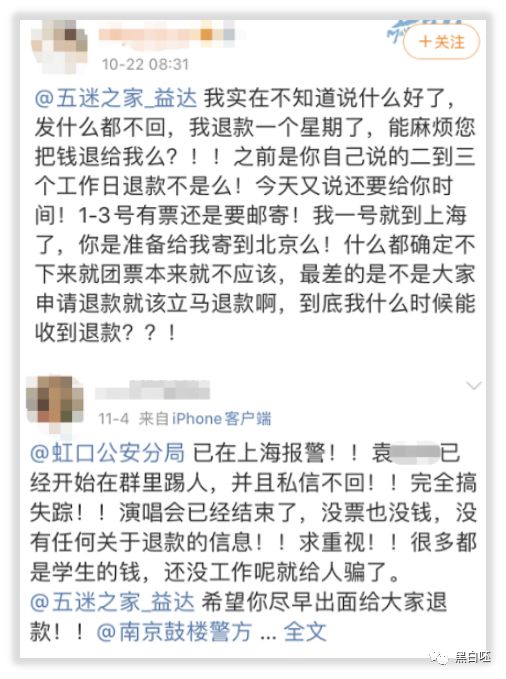 ＋关注
10-22 08:31
@五迷之家_益达 我实在不知道说什么好了，
发什么都不回，我退款一个星期了，能麻烦您
把钱退给我么？！！之前是你自己说的二到三
个工作日退款不是么！今天又说还要给你时
间！1-3号有票还是要邮寄！我一号就到上海
了，你是准备给我寄到北京么！什么都确定不
下来就团票本来就不应该，最差的是不是大家
申请退款就该立马退款啊，到底我什么时候能
收到退款？？！
11-4 来自 iPhone客户端
@虹口公安分局 已在上海报警！！袁 已
经开始在群里踢人，并且私信不回！！完全搞
失踪！！演唱会已经结束了，没票也没钱，没
有任何关于退款的信息！！求重视！！很多都
是学生的钱，还没工作呢就给人骗了。
@五迷之家_益达 希望你尽早出面给大家退
款！！@南京鼓楼警方 ... 全文
黑白呸